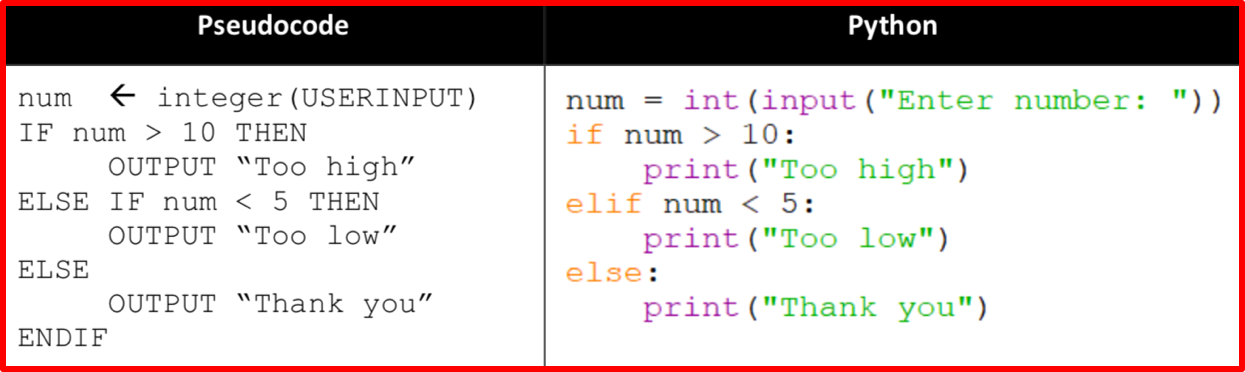 Pseudocode
num ← integer(USERINPUT)
IF num > 10 THEN
OUTPUT “Too high”
ELSE IF num < 5 THEN
OUTPUT “Too low”
ELSE
OUTPUT “Thank you”
ENDIF
Python
num = int(input("Enter number: "))
if num > 10:
print("Too high")
elif num < 5:
print("Too low")
else:
print("Thank you")